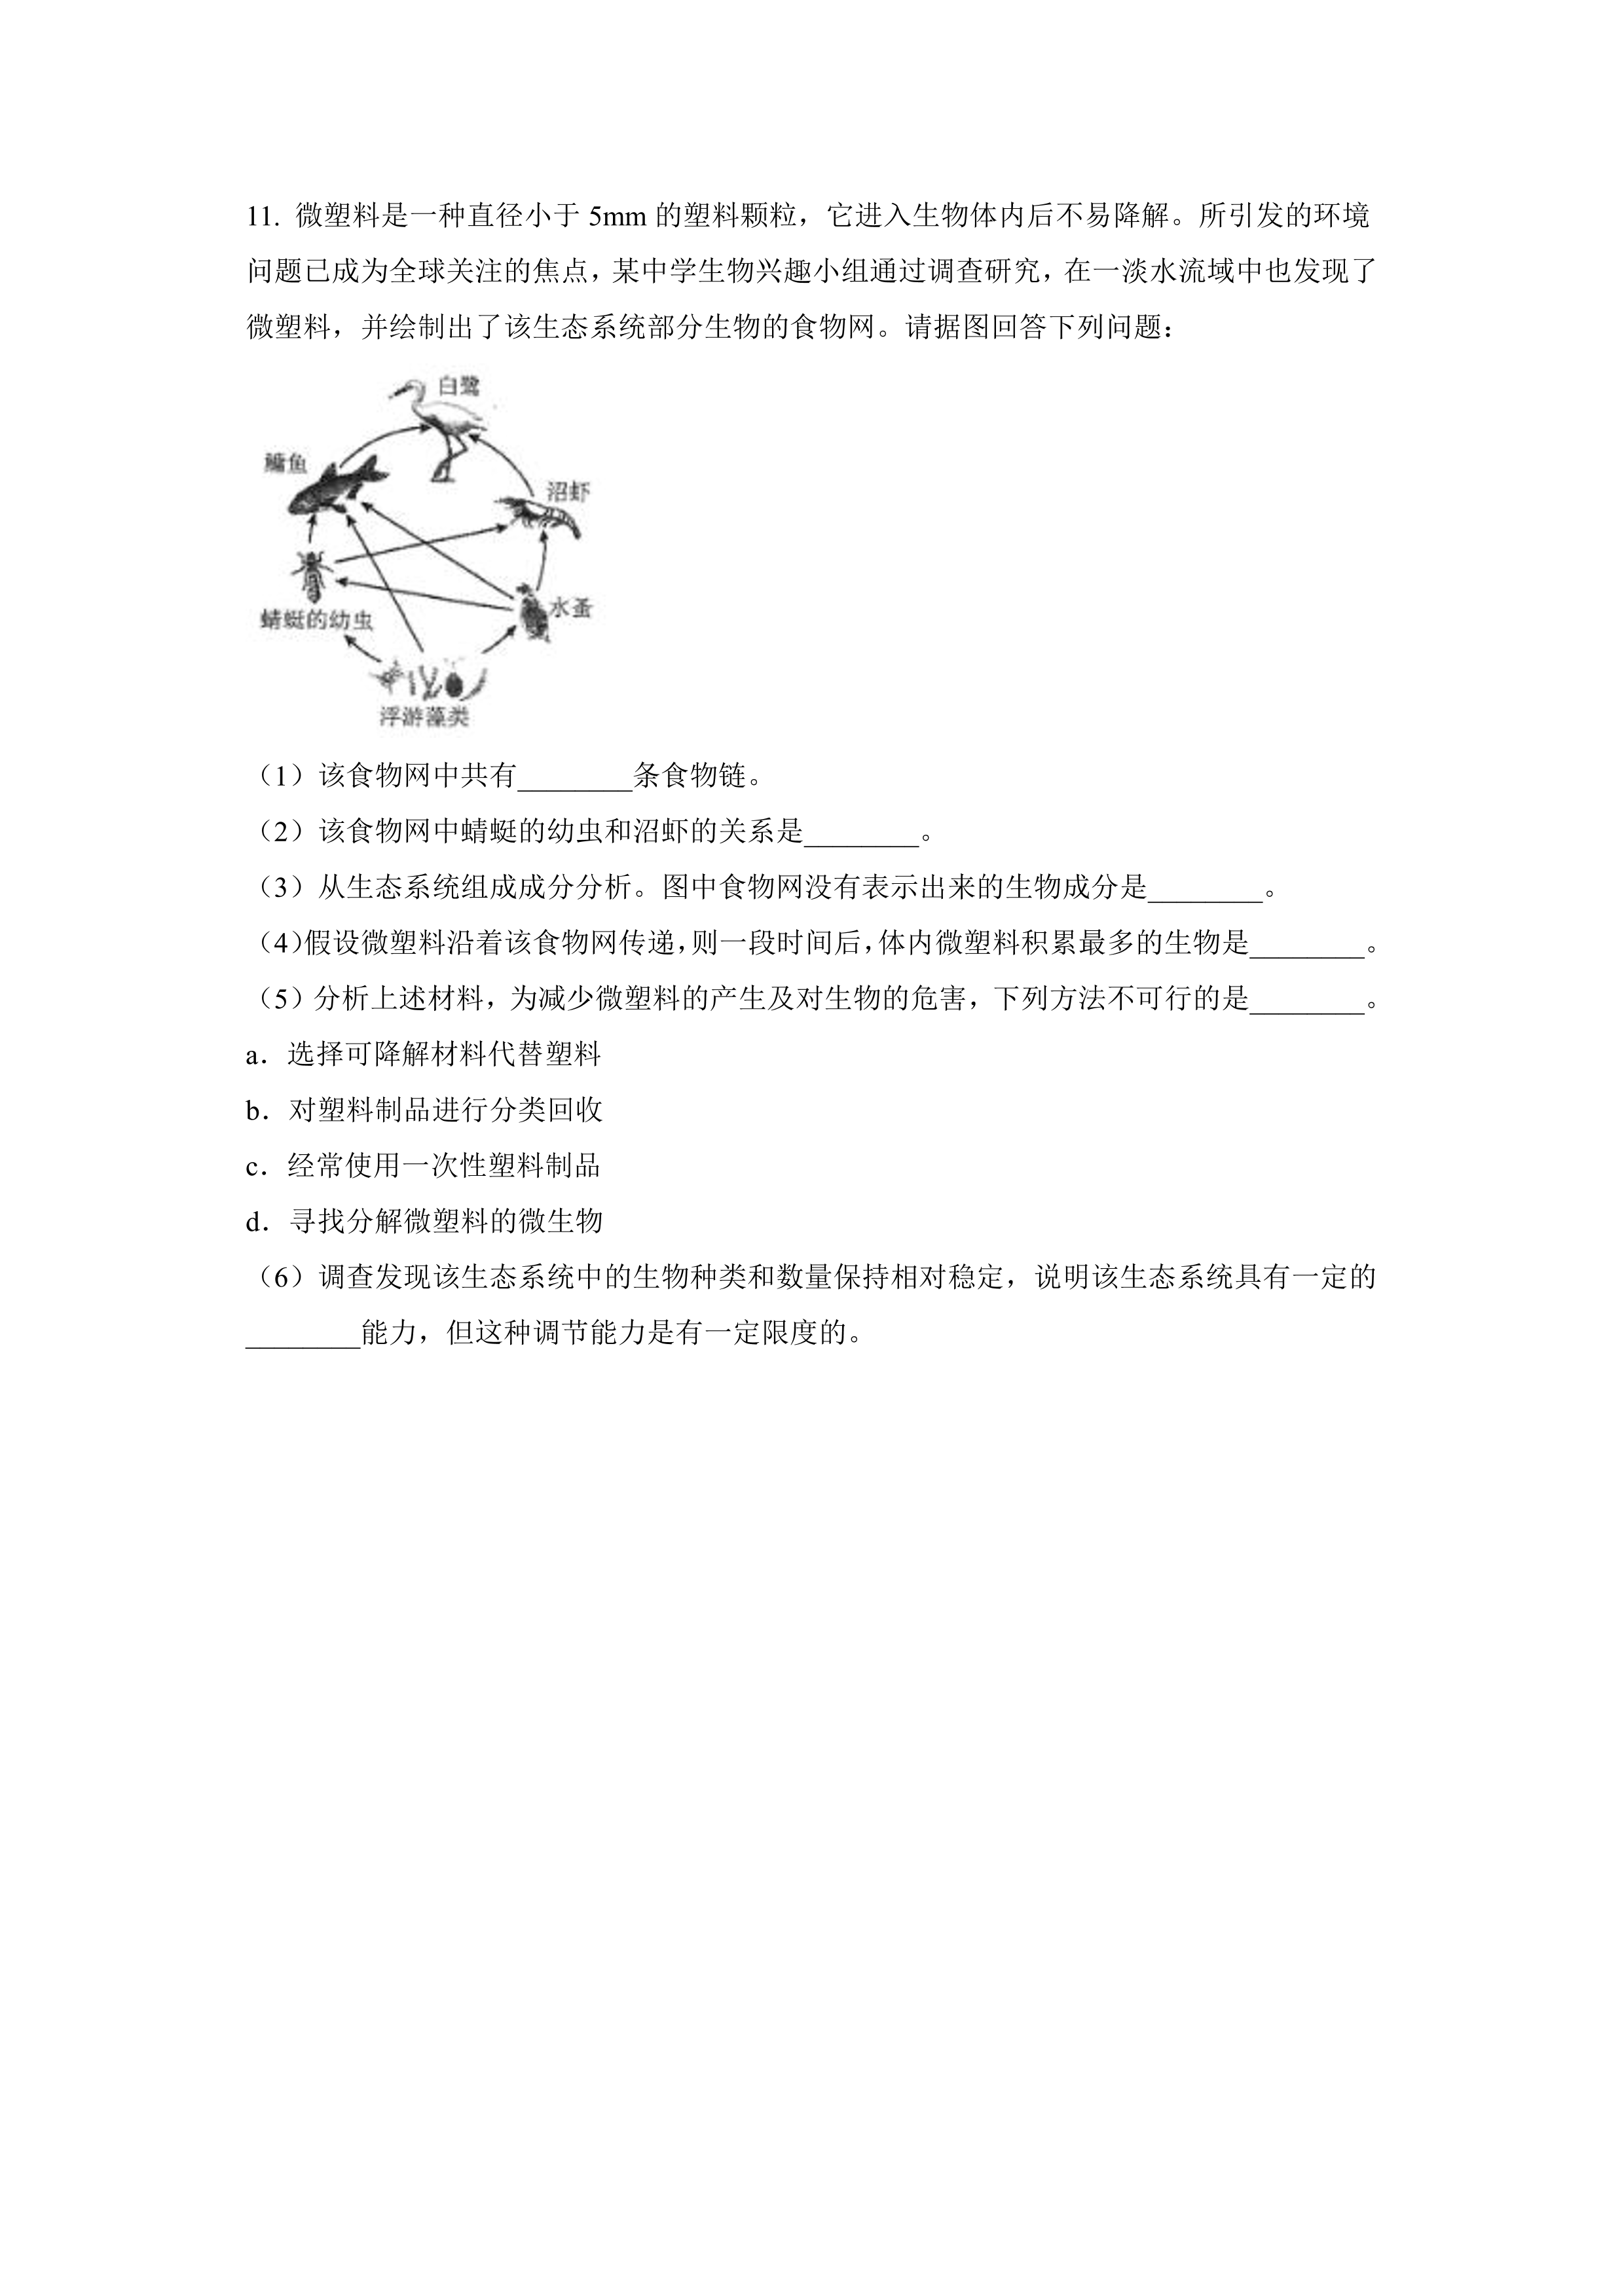 11. 微塑料是一种直径小于 5mm 的塑料颗粒，它进入生物体内后不易降解。所引发的环境
问题已成为全球关注的焦点，某中学生物兴趣小组通过调查研究，在一淡水流域中也发现了
微塑料，并绘制出了该生态系统部分生物的食物网。请据图回答下列问题：
白鹭
鳙鱼
沼虾
水蚤
蜻蜓的幼虫
浮游藻类
（1）该食物网中共有________条食物链。
（2）该食物网中蜻蜓的幼虫和沼虾的关系是________。
（3）从生态系统组成成分分析。图中食物网没有表示出来的生物成分是________。
（4）假设微塑料沿着该食物网传递，则一段时间后，体内微塑料积累最多的生物是________。
（5）分析上述材料，为减少微塑料的产生及对生物的危害，下列方法不可行的是________。
a．选择可降解材料代替塑料
b．对塑料制品进行分类回收
c．经常使用一次性塑料制品
d．寻找分解微塑料的微生物
（6）调查发现该生态系统中的生物种类和数量保持相对稳定，说明该生态系统具有一定的
________能力，但这种调节能力是有一定限度的。